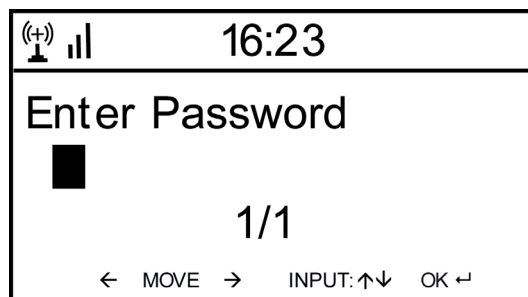 16:23
Enter Password
1/1
← MOVE → INPUT:↑↓ OK ↵